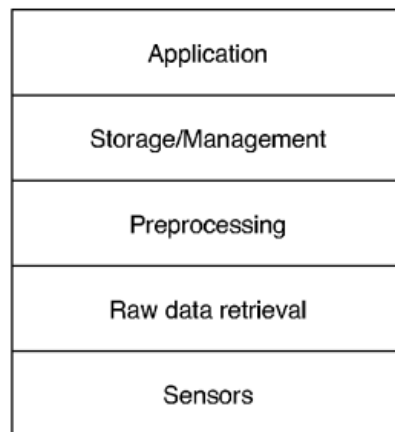 Application
Storage/Management
Preprocessing
Raw data retrieval
Sensors